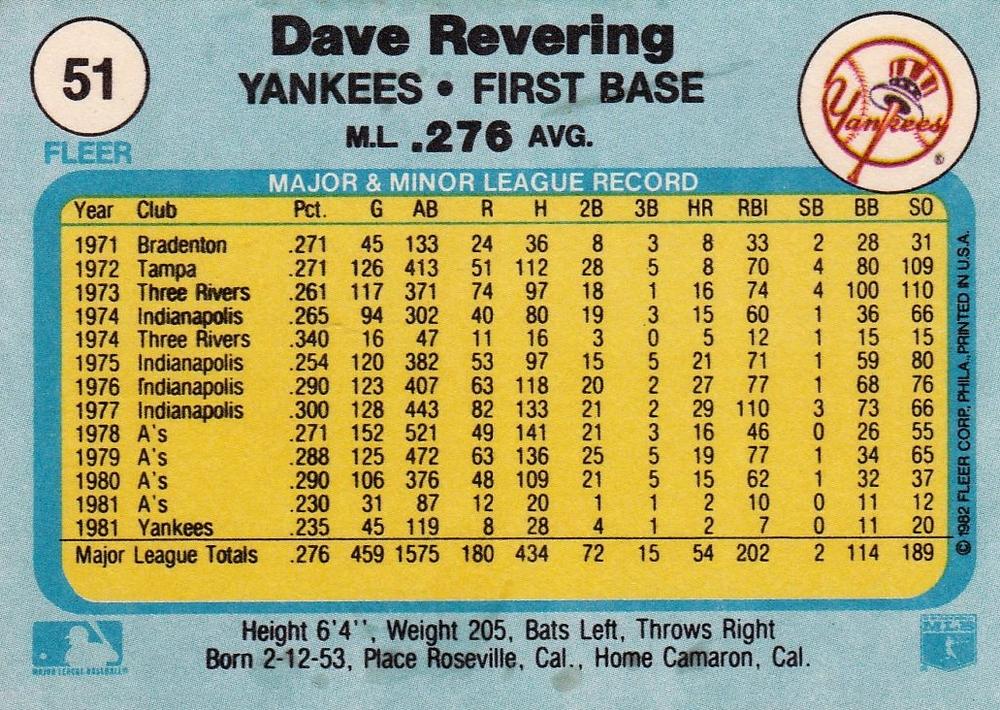 51
FLEER
Dave Revering
YANKEES • FIRST BASE
M.L. .276 AVG.
Yankees
®
MAJOR & MINOR LEAGUE RECORD
Year Club Pct. G AB R H 2B 3B HR RBI SB BB SO
1971 Bradenton .271 45 133 24 36 8 3 8 33 2 28 31
1972 Tampa .271 126 413 51 112 28 5 8 70 4 80 109
1973 Three Rivers .261 117 371 74 97 18 1 16 74 4 100 110
1974 Indianapolis .265 94 302 40 80 19 3 15 60 1 36 66
1974 Three Rivers .340 16 47 11 16 3 0 5 12 1 15 15
1975 Indianapolis .254 120 382 53 97 15 5 21 71 1 59 80
1976 Indianapolis .290 123 407 63 118 20 2 27 77 1 68 76
1977 Indianapolis .300 128 443 82 133 21 2 29 110 3 73 66
1978 A's .271 152 521 49 141 21 3 16 46 0 26 55
1979 A's .288 125 472 63 136 25 5 19 77 1 34 65
1980 A's .290 106 376 48 109 21 5 15 62 1 32 37
1981 A's .230 31 87 12 20 1 1 2 10 0 11 12
1981 Yankees .235 45 119 8 28 4 1 2 7 0 11 20
Major League Totals .276 459 1575 180 434 72 15 54 202 2 114 189
© 1982 FLEER CORP. PHILA., PRINTED IN U.S.A.
Height 6'4'', Weight 205, Bats Left, Throws Right
Born 2-12-53, Place Roseville, Cal., Home Camaron, Cal.
MAJOR LEAGUE BASEBALL®
MLB